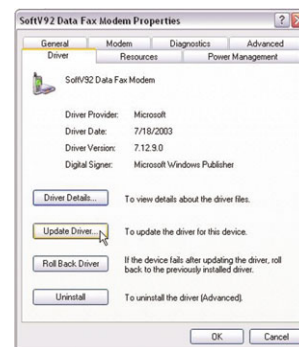 SoftV92 Data Fax Modem Properties
General Modem Diagnostics Advanced
Driver Resources Power Management
SoftV92 Data Fax Modem
Driver Provider: Microsoft
Driver Date: 7/18/2003
Driver Version: 7.12.9.0
Digital Signer: Microsoft Windows Publisher
Driver Details... To view details about the driver files.
Update Driver... To update the driver for this device.
Roll Back Driver If the device fails after updating the driver, roll
back to the previously installed driver.
Uninstall To uninstall the driver (Advanced).
OK Cancel